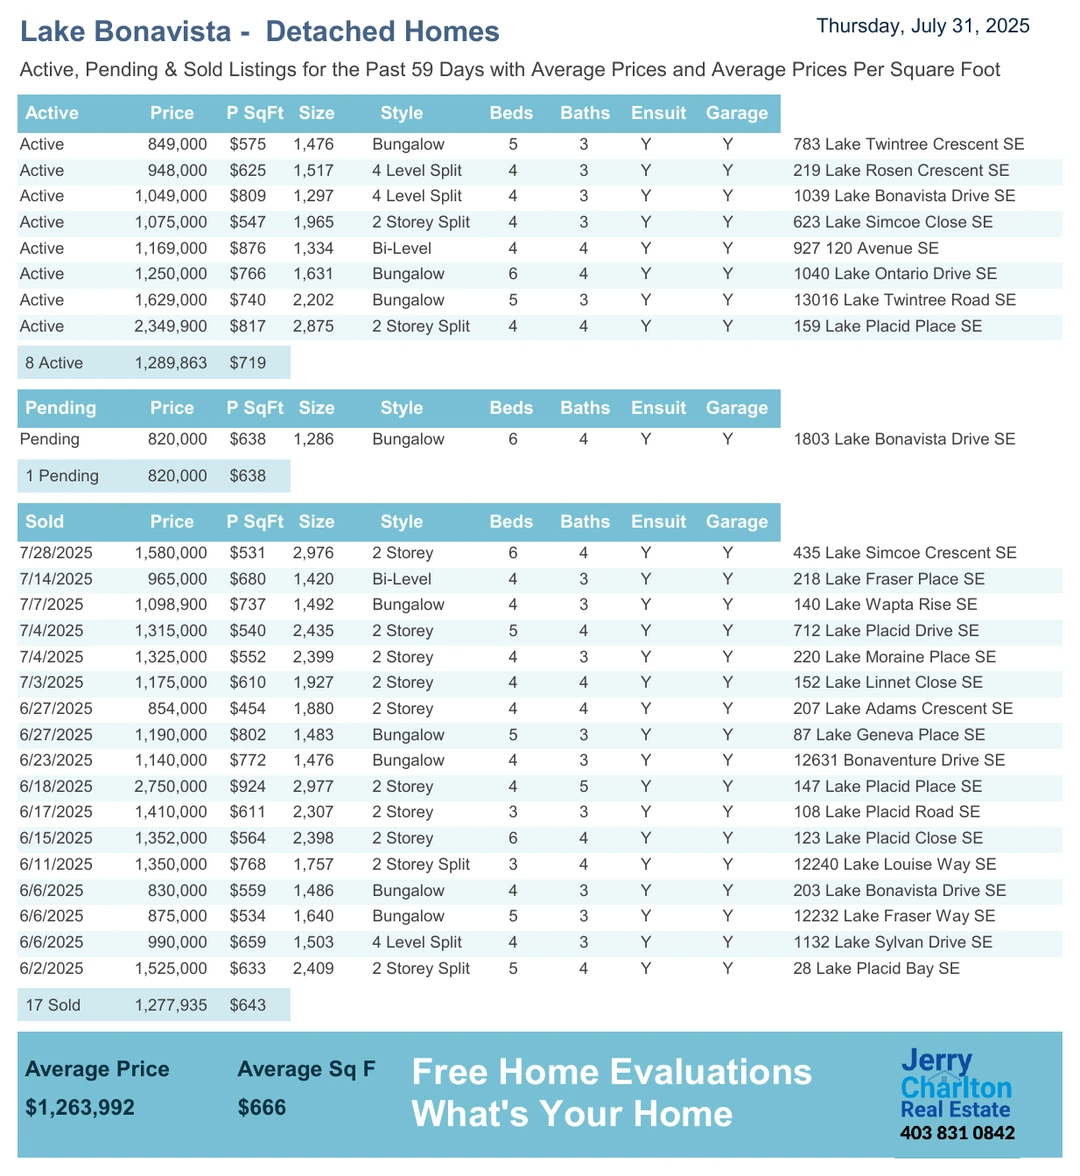 Lake Bonavista - Detached Homes
Thursday, July 31, 2025
Active, Pending & Sold Listings for the Past 59 Days with Average Prices and Average Prices Per Square Foot
Active Price P SqFt Size Style Beds Baths Ensuit Garage
Active 849,000 $575 1,476 Bungalow 5 3 Y Y 783 Lake Twintree Crescent SE
Active 948,000 $625 1,517 4 Level Split 4 3 Y Y 219 Lake Rosen Crescent SE
Active 1,049,000 $809 1,297 4 Level Split 4 3 Y Y 1039 Lake Bonavista Drive SE
Active 1,075,000 $547 1,965 2 Storey Split 4 3 Y Y 623 Lake Simcoe Close SE
Active 1,169,000 $876 1,334 Bi-Level 4 4 Y Y 927 120 Avenue SE
Active 1,250,000 $766 1,631 Bungalow 6 4 Y Y 1040 Lake Ontario Drive SE
Active 1,629,000 $740 2,202 Bungalow 5 3 Y Y 13016 Lake Twintree Road SE
Active 2,349,900 $817 2,875 2 Storey Split 4 4 Y Y 159 Lake Placid Place SE
8 Active 1,289,863 $719
Pending Price P SqFt Size Style Beds Baths Ensuit Garage
Pending 820,000 $638 1,286 Bungalow 6 4 Y Y 1803 Lake Bonavista Drive SE
1 Pending 820,000 $638
Sold Price P SqFt Size Style Beds Baths Ensuit Garage
7/28/2025 1,580,000 $531 2,976 2 Storey 6 4 Y Y 435 Lake Simcoe Crescent SE
7/14/2025 965,000 $680 1,420 Bi-Level 4 3 Y Y 218 Lake Fraser Place SE
7/7/2025 1,098,900 $737 1,492 Bungalow 4 3 Y Y 140 Lake Wapta Rise SE
7/4/2025 1,315,000 $540 2,435 2 Storey 5 4 Y Y 712 Lake Placid Drive SE
7/4/2025 1,325,000 $552 2,399 2 Storey 4 3 Y Y 220 Lake Moraine Place SE
7/3/2025 1,175,000 $610 1,927 2 Storey 4 4 Y Y 152 Lake Linnet Close SE
6/27/2025 854,000 $454 1,880 2 Storey 4 4 Y Y 207 Lake Adams Crescent SE
6/27/2025 1,190,000 $802 1,483 Bungalow 5 3 Y Y 87 Lake Geneva Place SE
6/23/2025 1,140,000 $772 1,476 Bungalow 4 3 Y Y 12631 Bonaventure Drive SE
6/18/2025 2,750,000 $924 2,977 2 Storey 4 5 Y Y 147 Lake Placid Place SE
6/17/2025 1,410,000 $611 2,307 2 Storey 3 3 Y Y 108 Lake Placid Road SE
6/15/2025 1,352,000 $564 2,398 2 Storey 6 4 Y Y 123 Lake Placid Close SE
6/11/2025 1,350,000 $768 1,757 2 Storey Split 3 4 Y Y 12240 Lake Louise Way SE
6/6/2025 830,000 $559 1,486 Bungalow 4 3 Y Y 203 Lake Bonavista Drive SE
6/6/2025 875,000 $534 1,640 Bungalow 5 3 Y Y 12232 Lake Fraser Way SE
6/6/2025 990,000 $659 1,503 4 Level Split 4 3 Y Y 1132 Lake Sylvan Drive SE
6/2/2025 1,525,000 $633 2,409 2 Storey Split 5 4 Y Y 28 Lake Placid Bay SE
17 Sold 1,277,935 $643
Average Price Average Sq F
$1,263,992 $666
Free Home Evaluations
What's Your Home
Jerry
Charlton
Real Estate
403 831 0842